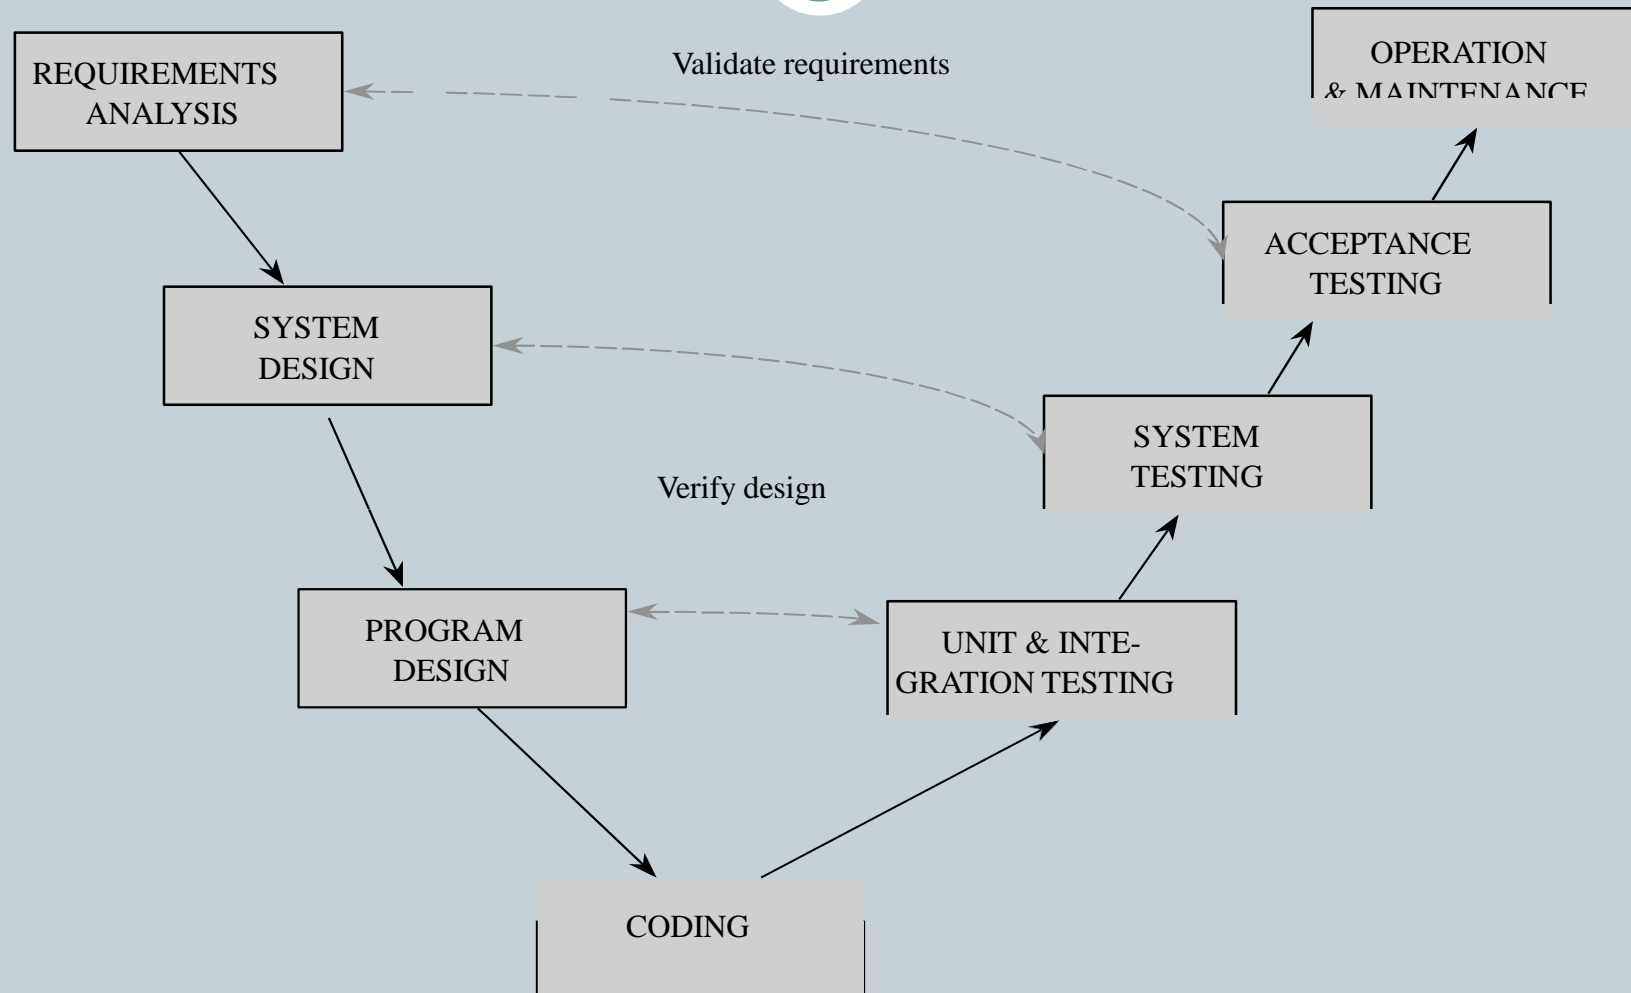 Validate requirements
REQUIREMENTS
ANALYSIS
OPERATION
& MAINTENANCE
ACCEPTANCE
TESTING
SYSTEM
DESIGN
SYSTEM
TESTING
Verify design
PROGRAM
DESIGN
UNIT & INTE-
GRATION TESTING
CODING